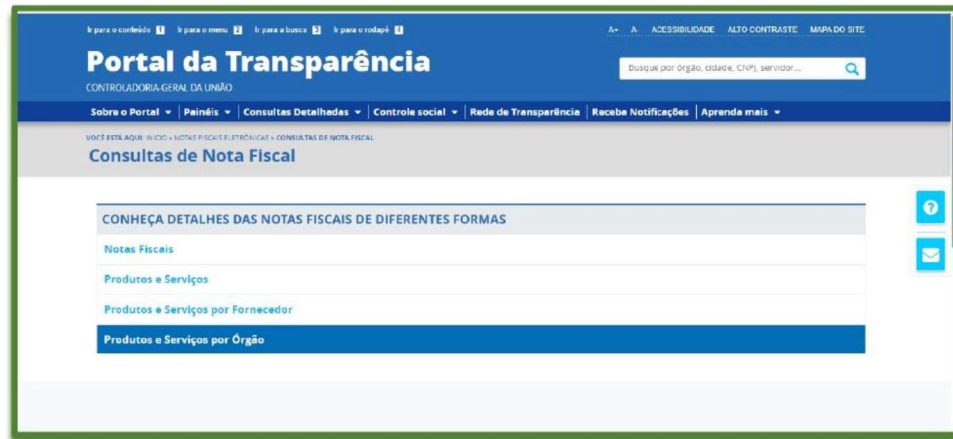 Ir para o conteúdo 1 Ir para o menu 2 Ir para a busca 3 Ir para o rodapé 4
A+ A- ACESSIBILIDADE ALTO CONTRASTE MAPA DO SITE
Portal da Transparência
Busque por órgão, cidade, CNPJ, servidor...
CONTROLADORIA-GERAL DA UNIÃO
Sobre o Portal Painéis Consultas Detalhadas Controle social Rede de Transparência Receba Notificações Aprenda mais
VOCÊ ESTÁ AQUI: INÍCIO » NOTAS FISCAIS ELETRÔNICAS » CONSULTAS DE NOTA FISCAL
Consultas de Nota Fiscal
CONHEÇA DETALHES DAS NOTAS FISCAIS DE DIFERENTES FORMAS
Notas Fiscais
Produtos e Serviços
Produtos e Serviços por Fornecedor
Produtos e Serviços por Órgão